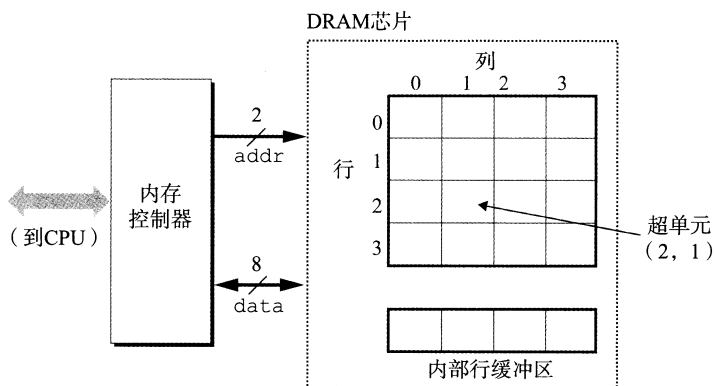 DRAM芯片
列
0 1 2 3
2
addr
内存
控制器
(到CPU)
8
data
行
0
1
2
3
超单元
(2，1)
内部行缓冲区